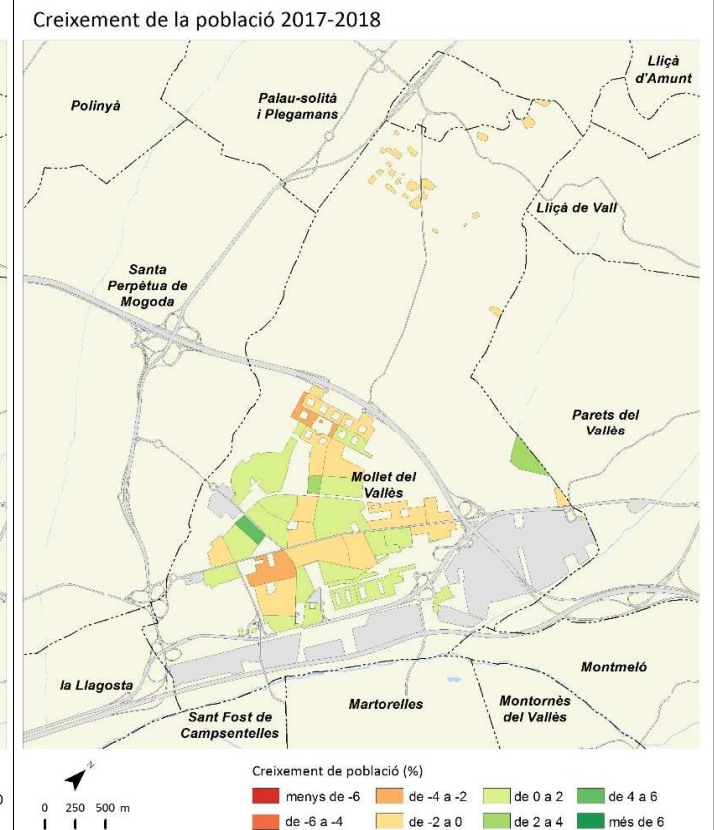 Creixement de la població 2017-2018
Lliçà
d'Amunt
Polinyà
Palau-solità
i Plegamans
Lliçà de Vall
Santa
Perpètua de
Mogoda
Parets del
Vallès
Mollet del
Vallès
la Llagosta
Montmeló
Martorelles
Montornès
del Vallès
Sant Fost de
Campsentelles
N
0 250 500 m
Creixement de població (%)
menys de -6
de -4 a -2
de 0 a 2
de 4 a 6
de -6 a -4
de -2 a 0
de 2 a 4
més de 6